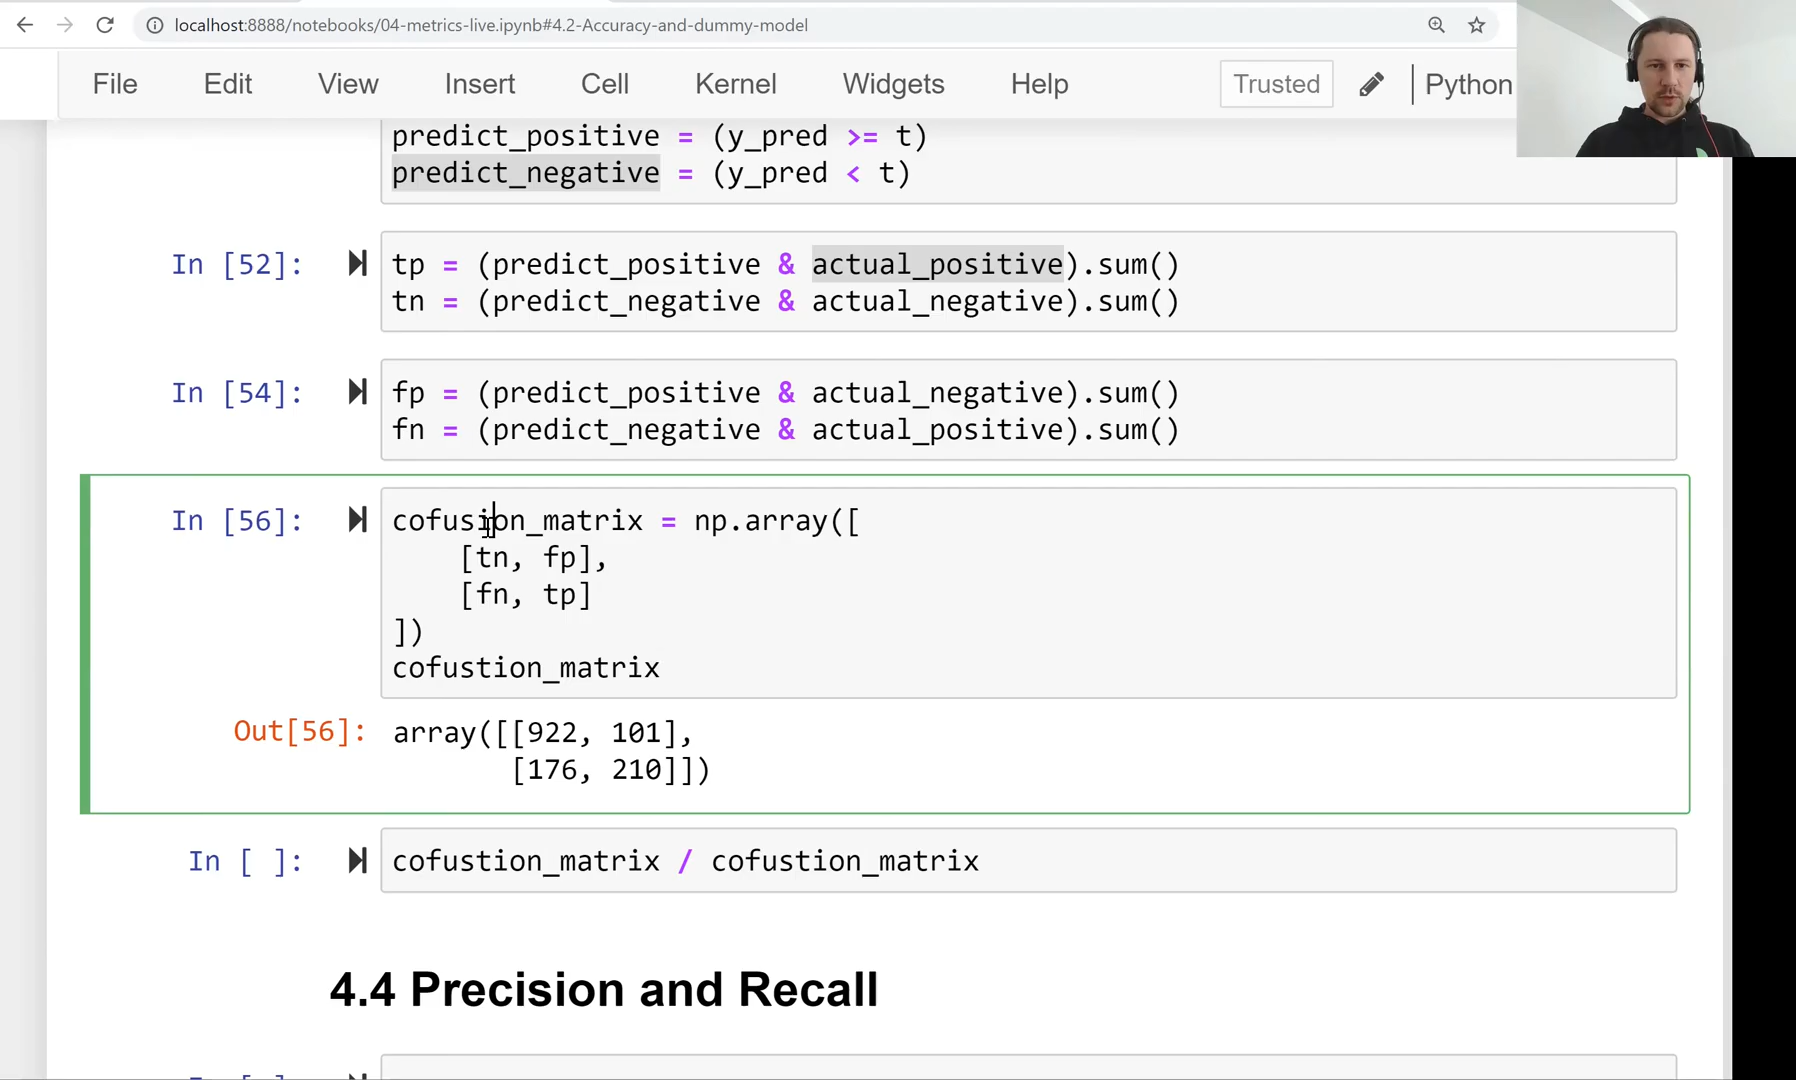 localhost:8888/notebooks/04-metrics-live.ipynb#4.2-Accuracy-and-dummy-model
File Edit View Insert Cell Kernel Widgets Help Trusted Python
predict_positive = (y_pred >= t)
predict_negative = (y_pred < t)
In [52]: tp = (predict_positive & actual_positive).sum()
tn = (predict_negative & actual_negative).sum()
In [54]: fp = (predict_positive & actual_negative).sum()
fn = (predict_negative & actual_positive).sum()
In [56]: cofusion_matrix = np.array([
[tn, fp],
[fn, tp]
])
cofustion_matrix
Out[56]: array([[922, 101],
[176, 210]])
In [ ]: cofustion_matrix / cofustion_matrix
4.4 Precision and Recall